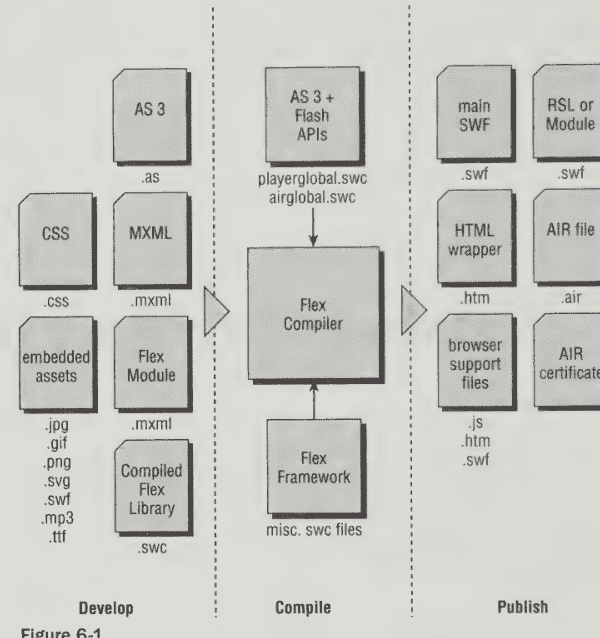 AS 3
.as
CSS
.css
MXML
.mxml
embedded
assets
.jpg
.gif
.png
.svg
.swf
.mp3
.ttf
Flex
Module
.mxml
Compiled
Flex
Library
.swc
Develop
AS 3 +
Flash
APIs
playerglobal.swc
airglobal.swc
Flex
Compiler
Flex
Framework
misc. swc files
Compile
main
SWF
.swf
RSL or
Module
.swf
HTML
wrapper
.htm
AIR file
.air
browser
support
files
.js
.htm
.swf
AIR
certificate
Publish
Figure 6-1